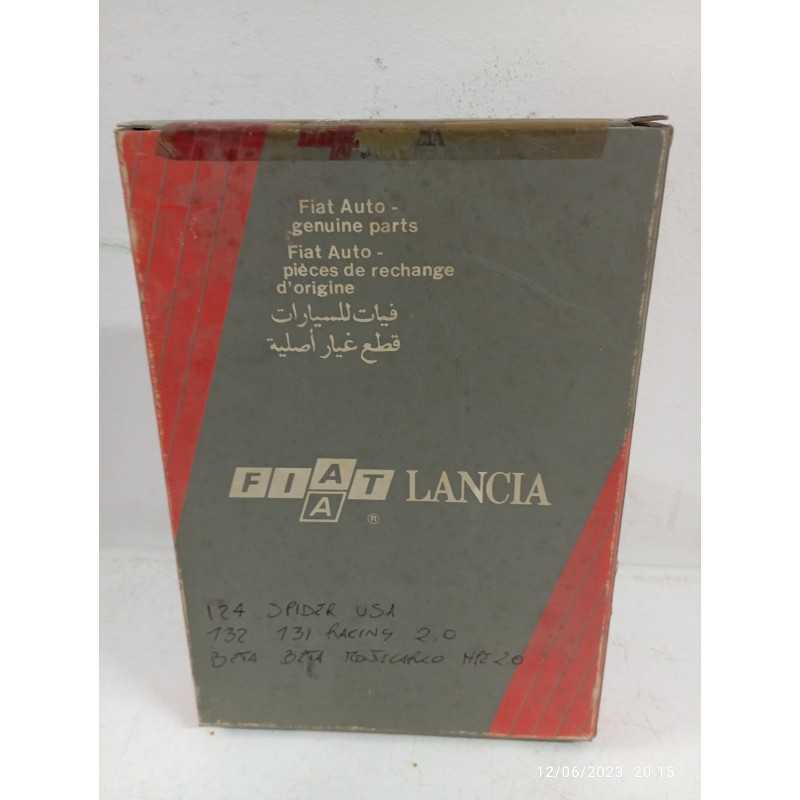 Fiat Auto -
genuine parts
Fiat Auto -
pièces de rechange
d'origine
فيات للسيارات
قطع غيار أصلية
FIAT LANCIA
A ®
124 SPIDER USA
132 131 RACING 2.0
BETA BETA MONTECARLO HPE 2.0
12/06/2023 20:15